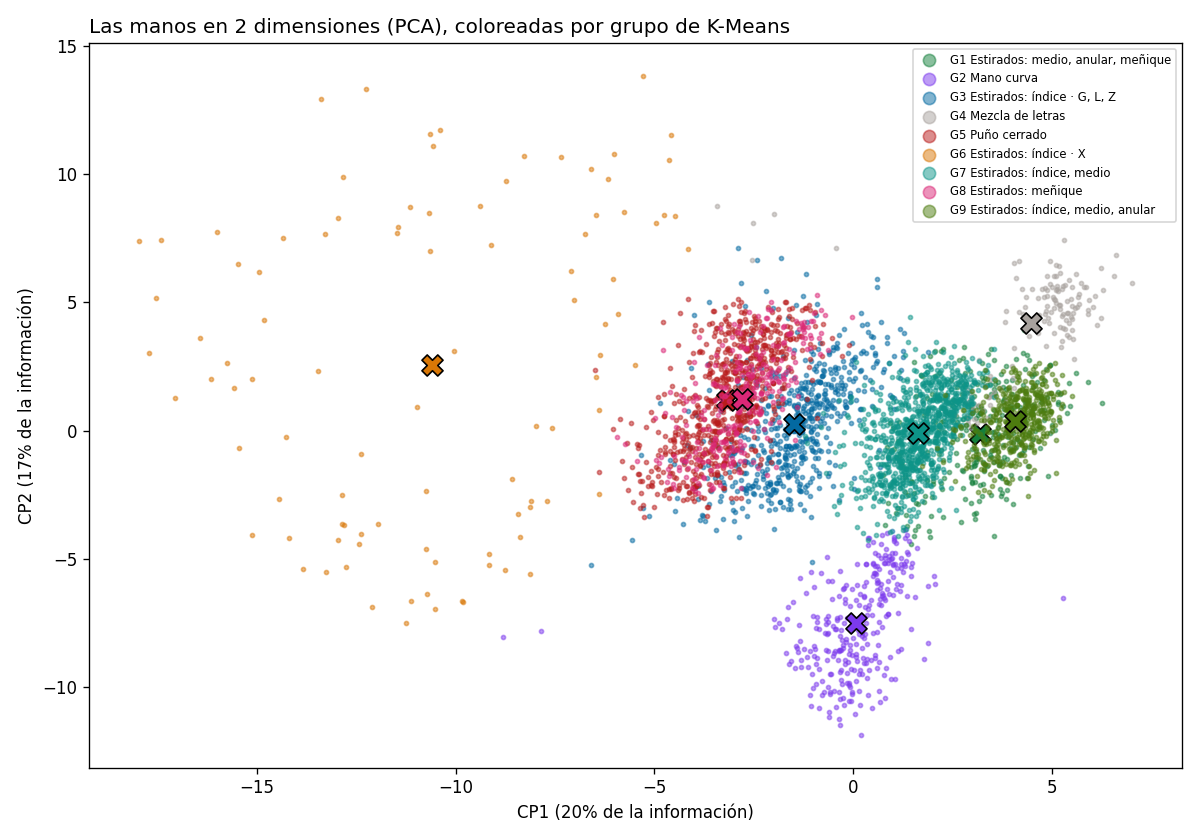 Las manos en 2 dimensiones (PCA), coloreadas por grupo de K-Means
15
10
5
0
−5
−10
CP2 (17% de la información)
G1 Estirados: medio, anular, meñique
G2 Mano curva
G3 Estirados: índice · G, L, Z
G4 Mezcla de letras
G5 Puño cerrado
G6 Estirados: índice · X
G7 Estirados: índice, medio
G8 Estirados: meñique
G9 Estirados: índice, medio, anular
−15
−10
−5
0
5
CP1 (20% de la información)